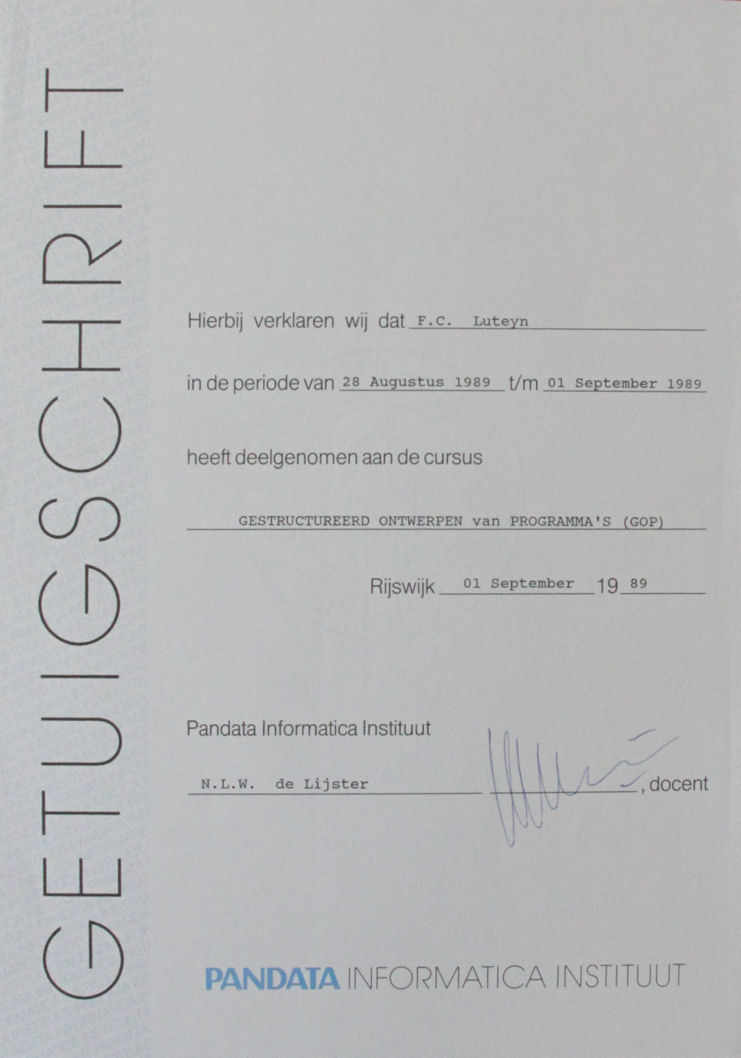 GETUIGSCHRIFT
Hierbij verklaren wij dat F.C. Luteyn
in de periode van 28 Augustus 1989 t/m 01 September 1989
heeft deelgenomen aan de cursus
GESTRUCTUREERD ONTWERPEN van PROGRAMMA'S (GOP)
Rijswijk 01 September 19 89
Pandata Informatica Instituut
N.L.W. de Lijster , docent
PANDATA INFORMATICA INSTITUUT